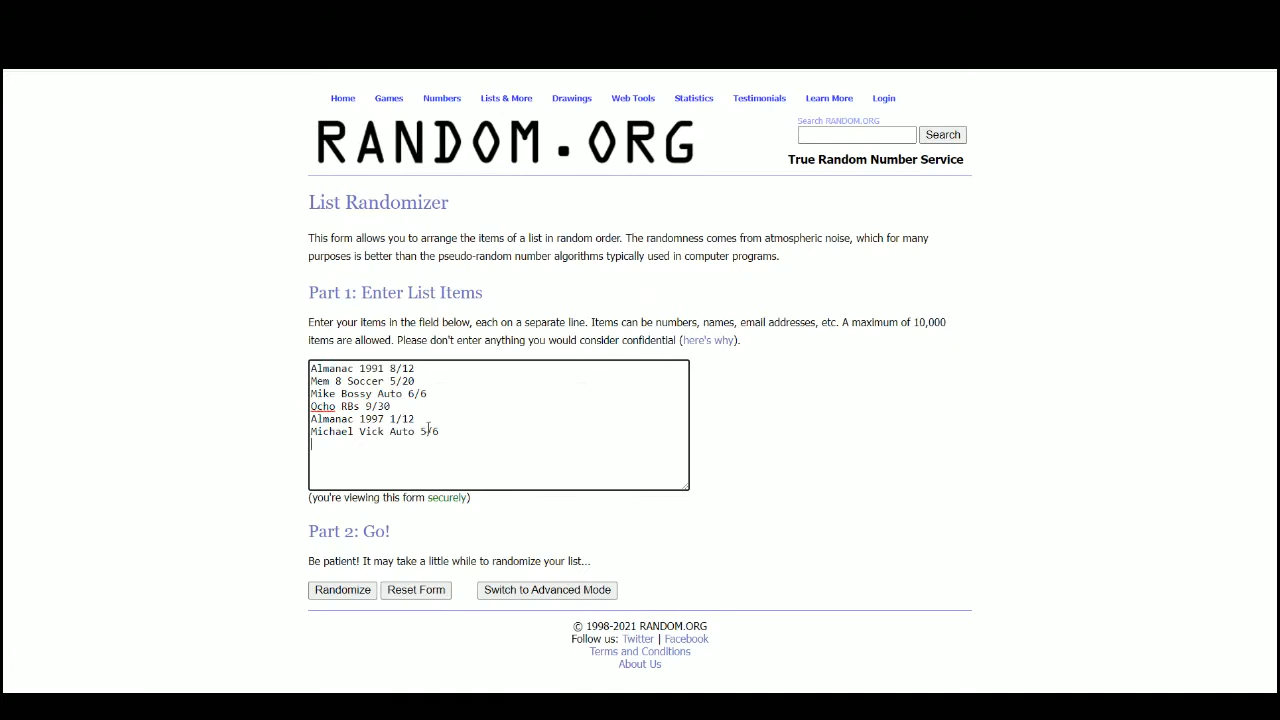 Home Games Numbers Lists & More Drawings Web Tools Statistics Testimonials Learn More Login
RANDOM.ORG
Search RANDOM.ORG
Search
True Random Number Service
List Randomizer
This form allows you to arrange the items of a list in random order. The randomness comes from atmospheric noise, which for many
purposes is better than the pseudo-random number algorithms typically used in computer programs.
Part 1: Enter List Items
Enter your items in the field below, each on a separate line. Items can be numbers, names, email addresses, etc. A maximum of 10,000
items are allowed. Please don't enter anything you would consider confidential (here's why).
Almanac 1991 8/12
Mem 8 Soccer 5/20
Mike Bossy Auto 6/6
Ocho RBs 9/30
Almanac 1997 1/12
Michael Vick Auto 5/6
(you're viewing this form securely)
Part 2: Go!
Be patient! It may take a little while to randomize your list...
Randomize Reset Form Switch to Advanced Mode
© 1998-2021 RANDOM.ORG
Follow us: Twitter | Facebook
Terms and Conditions
About Us